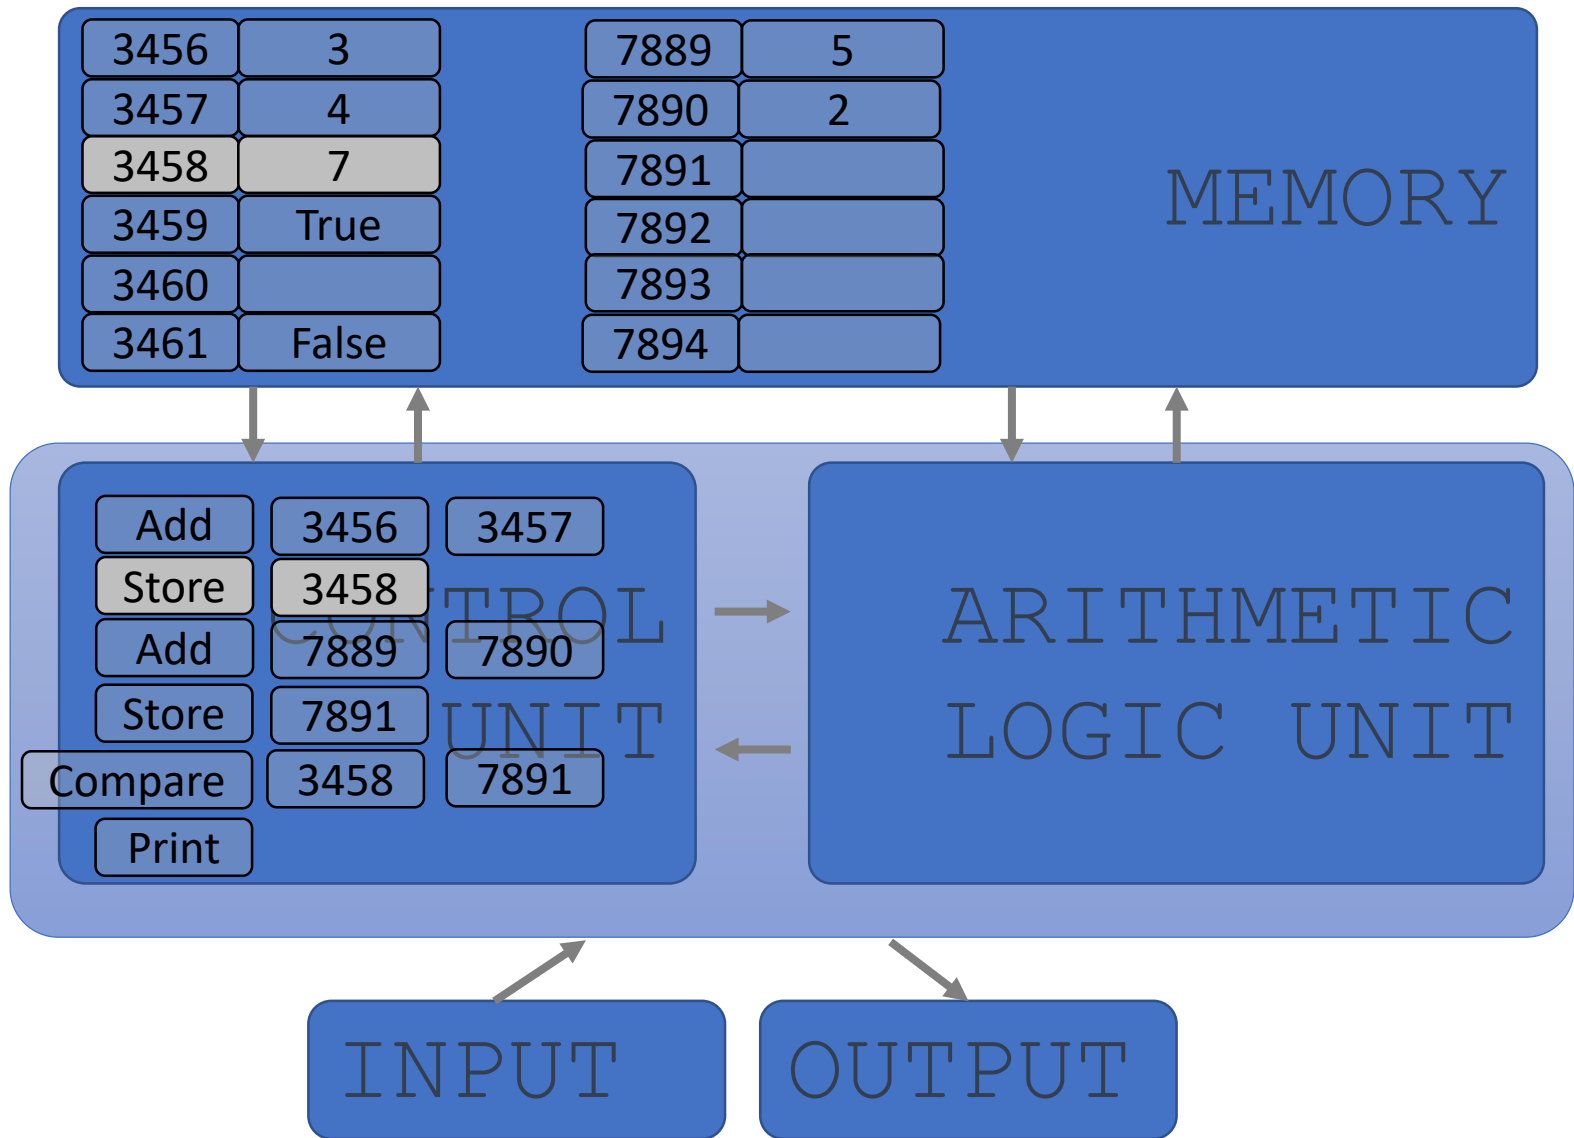 3456 3
3457 4
3458 7
3459 True
3460
3461 False
7889 5
7890 2
7891
7892
7893
7894
MEMORY
Add 3456 3457
Store 3458
Add 7889 7890
Store 7891
Compare 3458 7891
Print
CONTROL
UNIT
ARITHMETIC
LOGIC UNIT
INPUT
OUTPUT